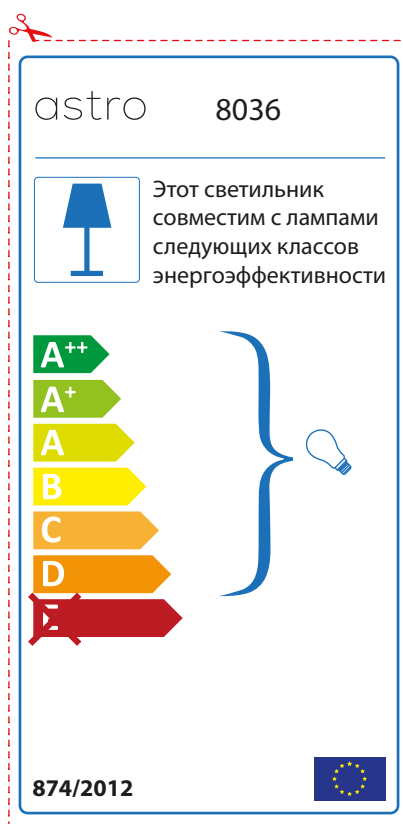 astro 8036
Этот светильник
совместим с лампами
следующих классов
энергоэффективности
A++
A+
A
B
C
D
E
874/2012